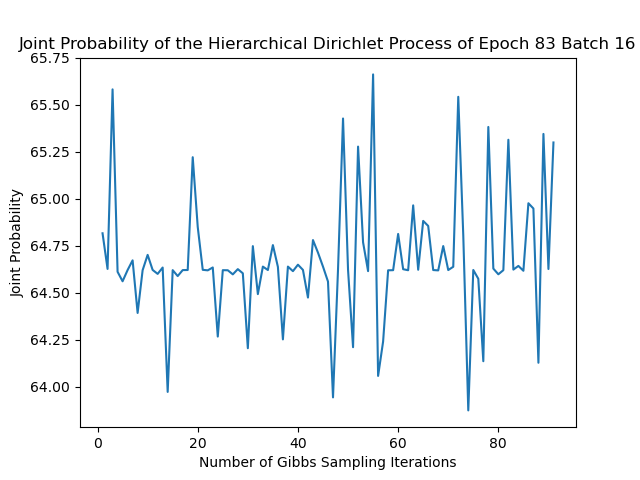 Joint Probability of the Hierarchical Dirichlet Process of Epoch 83 Batch 16
65.75
65.50
65.25
65.00
64.75
64.50
64.25
64.00
Joint Probability
0 20 40 60 80
Number of Gibbs Sampling Iterations